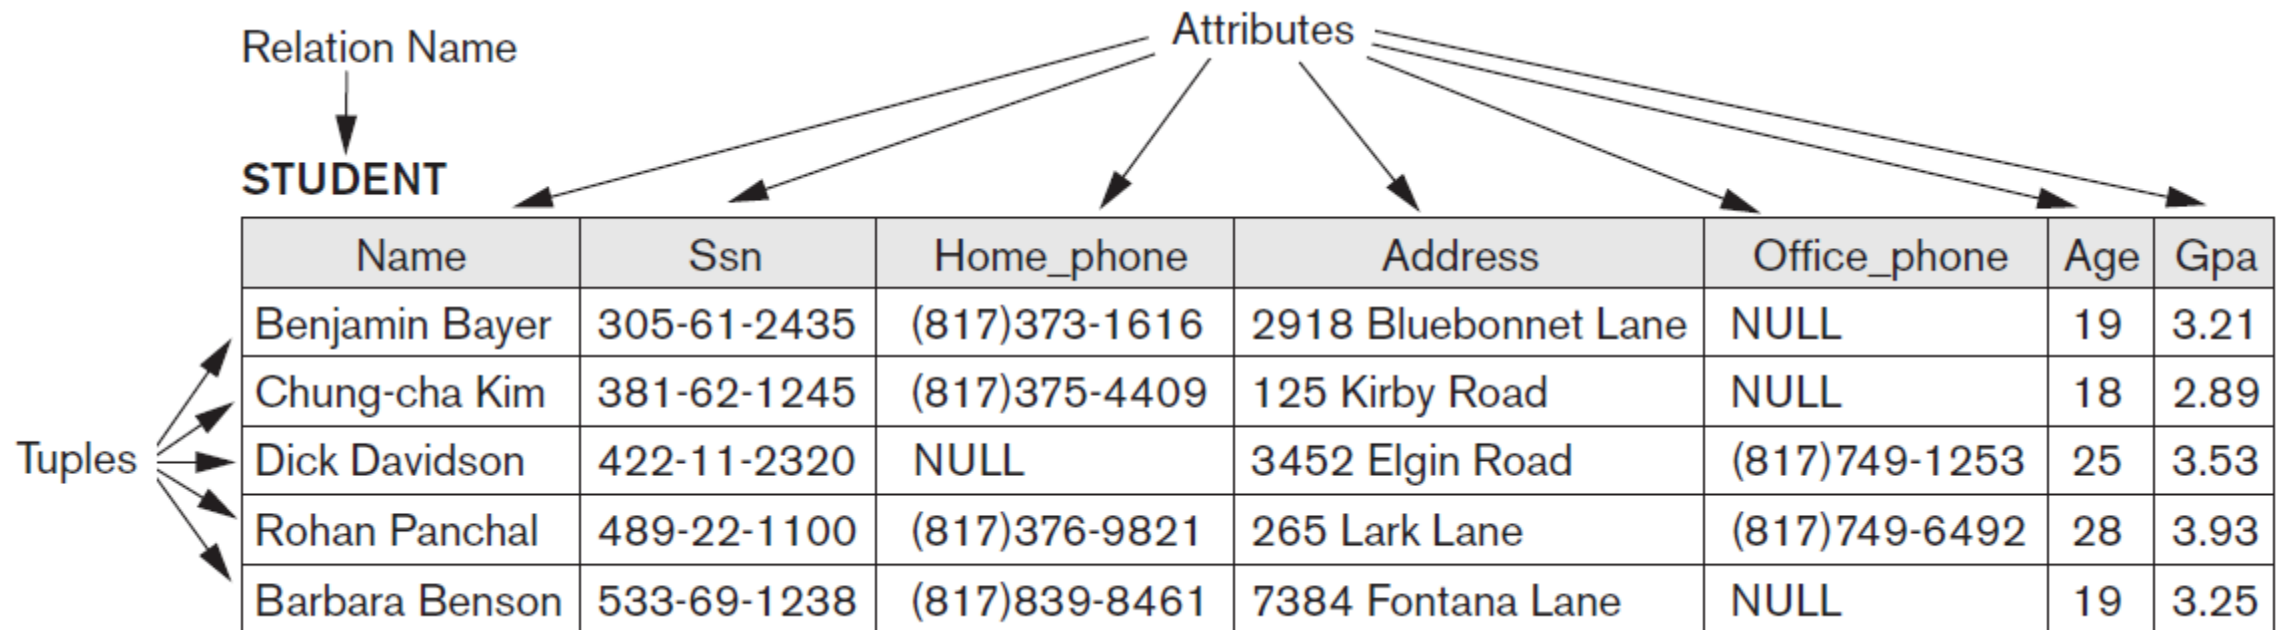 Attributes
Relation Name
STUDENT
Name Ssn Home_phone Address Office_phone Age Gpa
Benjamin Bayer 305-61-2435 (817)373-1616 2918 Bluebonnet Lane NULL 19 3.21
Chung-cha Kim 381-62-1245 (817)375-4409 125 Kirby Road NULL 18 2.89
Tuples Dick Davidson 422-11-2320 NULL 3452 Elgin Road (817)749-1253 25 3.53
Rohan Panchal 489-22-1100 (817)376-9821 265 Lark Lane (817)749-6492 28 3.93
Barbara Benson 533-69-1238 (817)839-8461 7384 Fontana Lane NULL 19 3.25